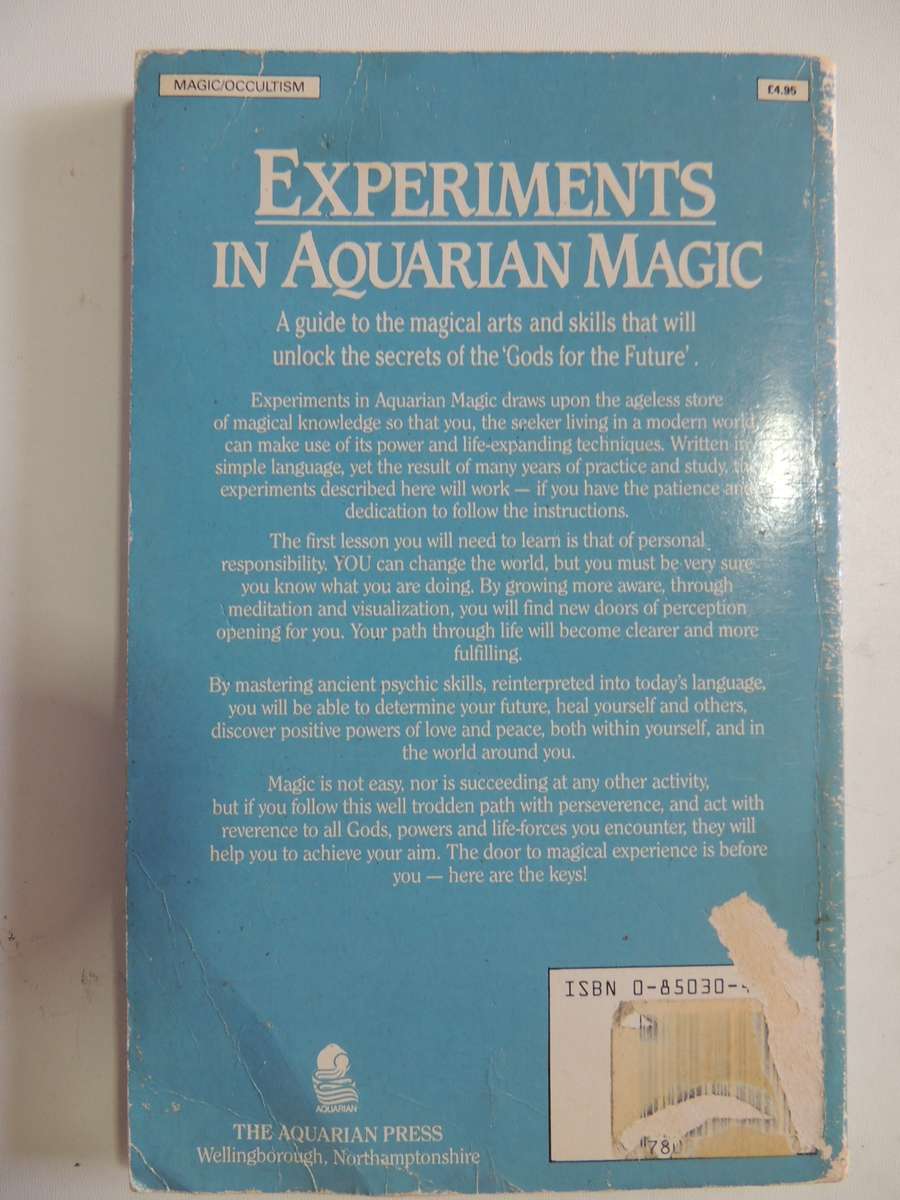 MAGIC/OCCULTISM
£4.95
EXPERIMENTS
IN AQUARIAN MAGIC
A guide to the magical arts and skills that will
unlock the secrets of the 'Gods for the Future'.
Experiments in Aquarian Magic draws upon the ageless store
of magical knowledge so that you, the seeker living in a modern world
can make use of its power and life-expanding techniques. Written in
simple language, yet the result of many years of practice and study, the
experiments described here will work — if you have the patience and
dedication to follow the instructions.
The first lesson you will need to learn is that of personal
responsibility. YOU can change the world, but you must be very sure
you know what you are doing. By growing more aware, through
meditation and visualization, you will find new doors of perception
opening for you. Your path through life will become clearer and more
fulfilling.
By mastering ancient psychic skills, reinterpreted into today's language,
you will be able to determine your future, heal yourself and others,
discover positive powers of love and peace, both within yourself, and in
the world around you.
Magic is not easy, nor is succeeding at any other activity,
but if you follow this well trodden path with perseverence, and act with
reverence to all Gods, powers and life-forces you encounter, they will
help you to achieve your aim. The door to magical experience is before
you — here are the keys!
ISBN 0-85030-
78
AQUARIAN
THE AQUARIAN PRESS
Wellingborough, Northamptonshire